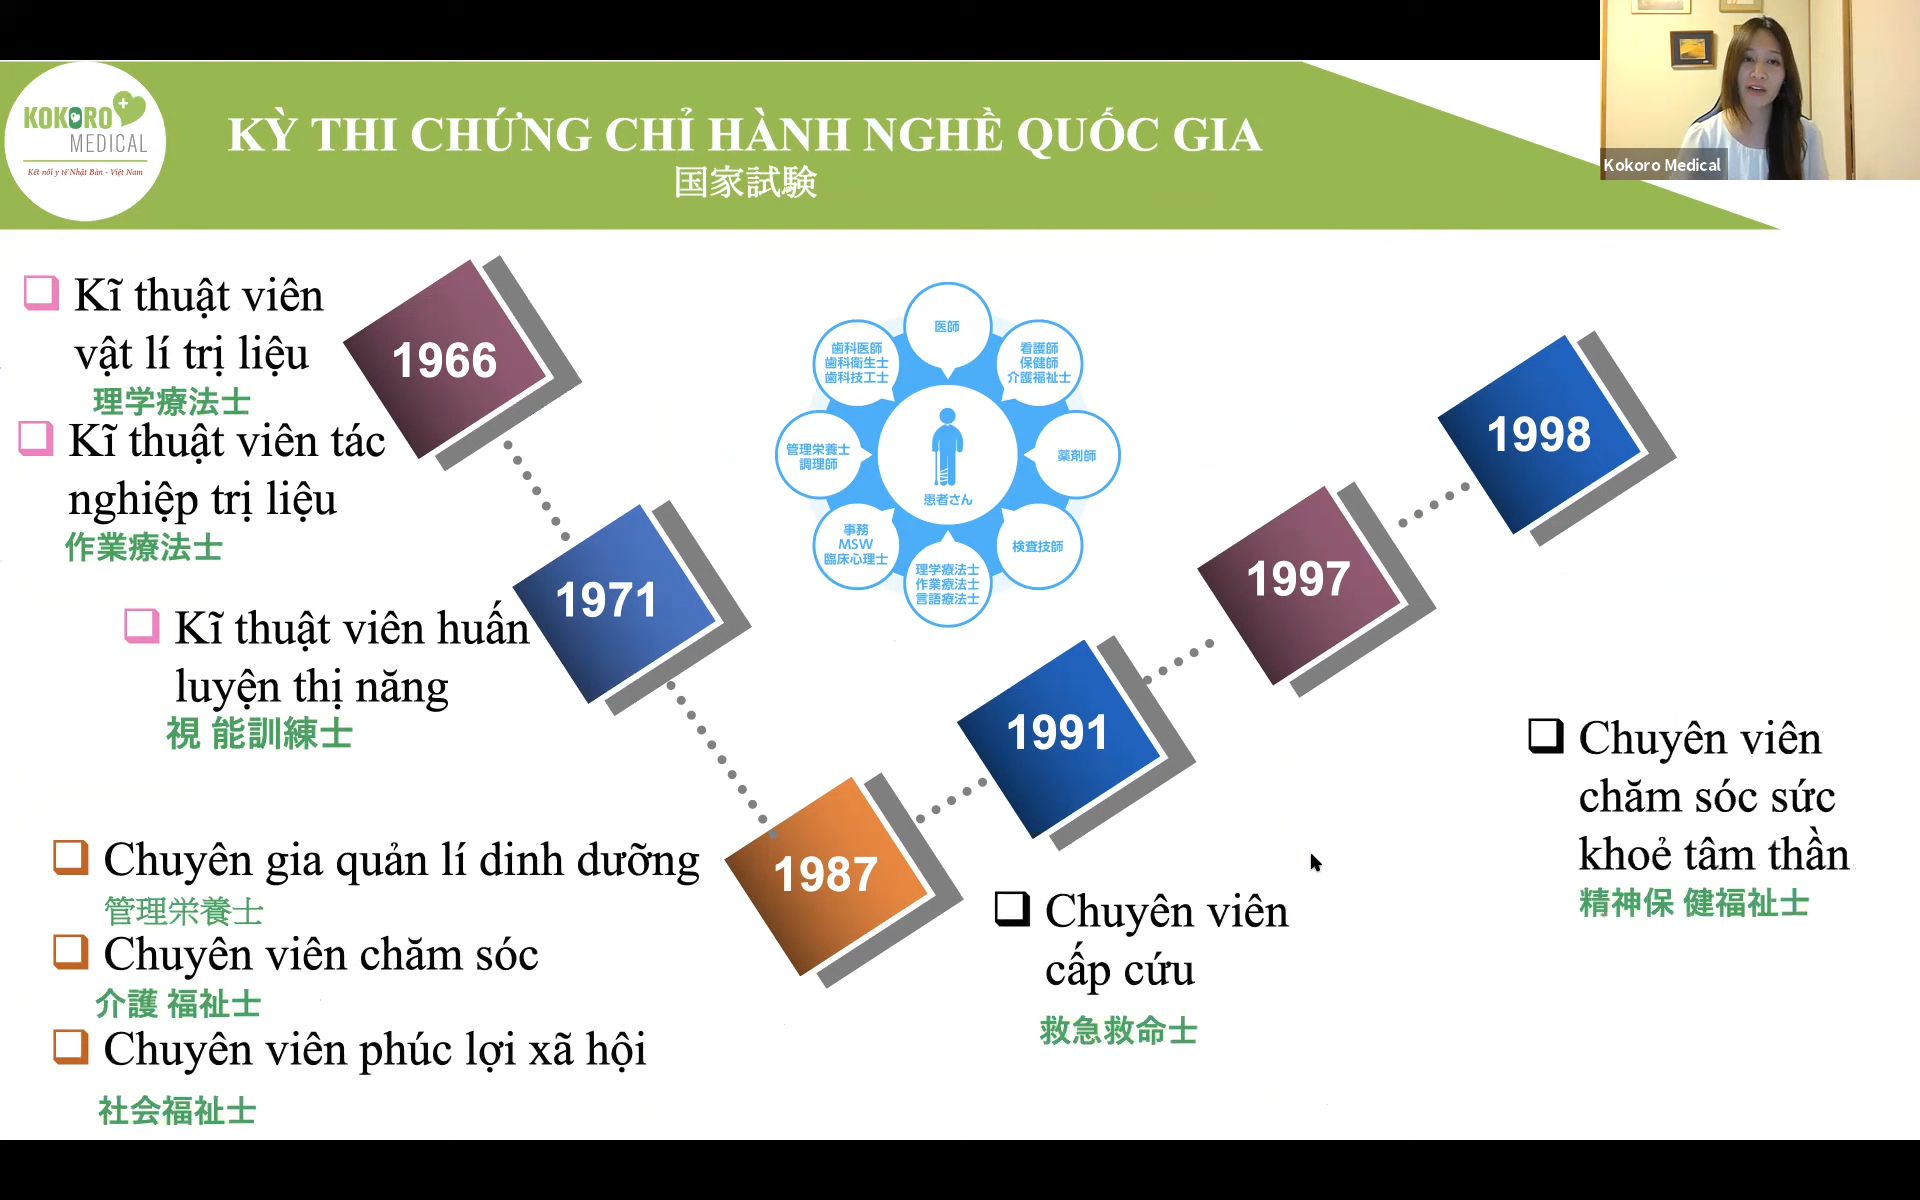 KOKORO
MEDICAL
Kết nối y tế Nhật Bản - Việt Nam
KỲ THI CHỨNG CHỈ HÀNH NGHỀ QUỐC GIA
国家試験
Kokoro Medical
Kĩ thuật viên
vật lí trị liệu
理学療法士
Kĩ thuật viên tác
nghiệp trị liệu
作業療法士
1966
Kĩ thuật viên huấn
luyện thị năng
視 能訓練士
1971
Chuyên gia quản lí dinh dưỡng
管理栄養士
Chuyên viên chăm sóc
介護 福祉士
Chuyên viên phúc lợi xã hội
社会福祉士
1987
医師
歯科医師
歯科衛生士
歯科技工士
看護師
保健師
介護福祉士
管理栄養士
調理師
患者さん
薬剤師
事務
MSW
臨床心理士
理学療法士
作業療法士
言語療法士
検査技師
1991
Chuyên viên
cấp cứu
救急救命士
1997
1998
Chuyên viên
chăm sóc sức
khoẻ tâm thần
精神保 健福祉士